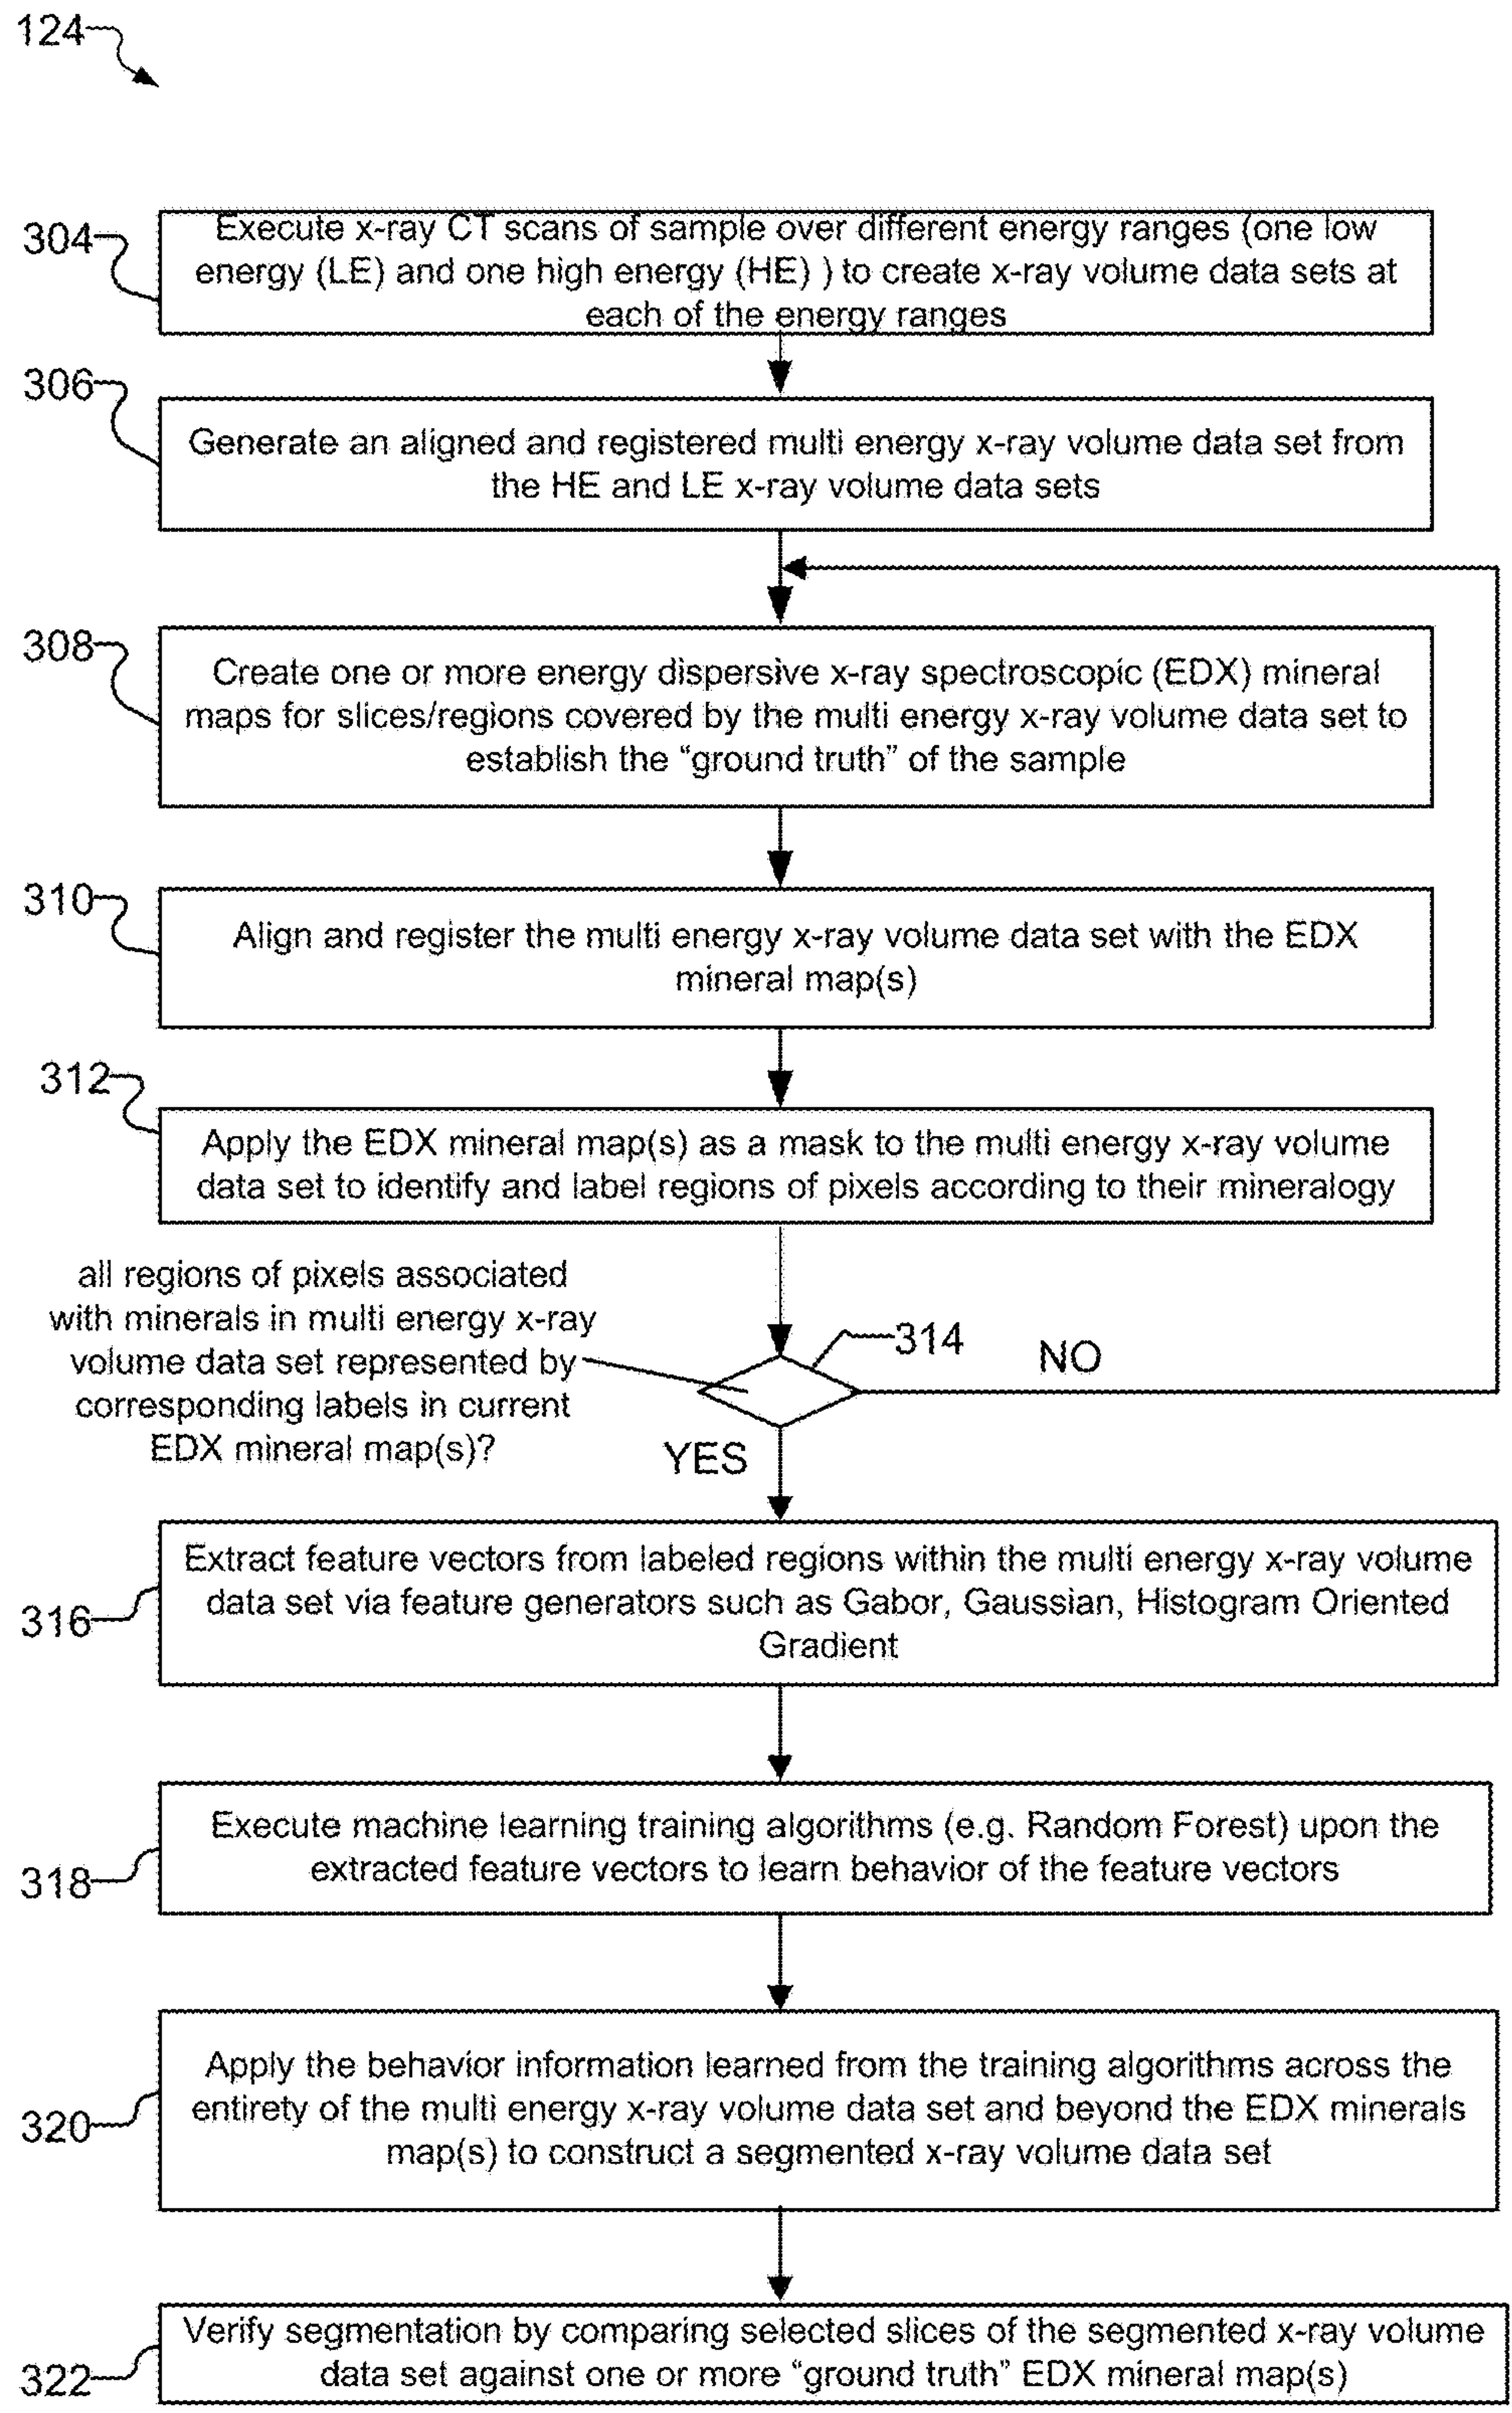 124
304
Execute x-ray CT scans of sample over different energy ranges (one low
energy (LE) and one high energy (HE) ) to create x-ray volume data sets at
each of the energy ranges
306
Generate an aligned and registered multi energy x-ray volume data set from
the HE and LE x-ray volume data sets
308
Create one or more energy dispersive x-ray spectroscopic (EDX) mineral
maps for slices/regions covered by the multi energy x-ray volume data set to
establish the “ground truth” of the sample
310
Align and register the multi energy x-ray volume data set with the EDX
mineral map(s)
312
Apply the EDX mineral map(s) as a mask to the multi energy x-ray volume
data set to identify and label regions of pixels according to their mineralogy
all regions of pixels associated
with minerals in multi energy x-ray
volume data set represented by
corresponding labels in current
EDX mineral map(s)?
314
NO
YES
316
Extract feature vectors from labeled regions within the multi energy x-ray volume
data set via feature generators such as Gabor, Gaussian, Histogram Oriented
Gradient
318
Execute machine learning training algorithms (e.g. Random Forest) upon the
extracted feature vectors to learn behavior of the feature vectors
320
Apply the behavior information learned from the training algorithms across the
entirety of the multi energy x-ray volume data set and beyond the EDX minerals
map(s) to construct a segmented x-ray volume data set
322
Verify segmentation by comparing selected slices of the segmented x-ray volume
data set against one or more “ground truth” EDX mineral map(s)